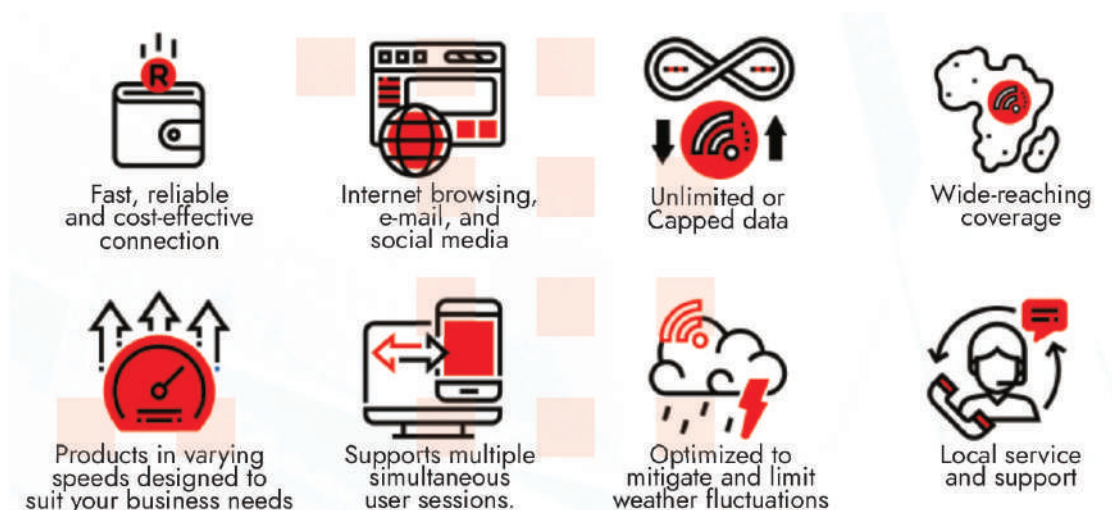 R
Fast, reliable
and cost-effective
connection
Internet browsing,
e-mail, and
social media
Unlimited or
Capped data
Wide-reaching
coverage
Products in varying
speeds designed to
suit your business needs
Supports multiple
simultaneous
user sessions.
Optimized to
mitigate and limit
weather fluctuations
Local service
and support